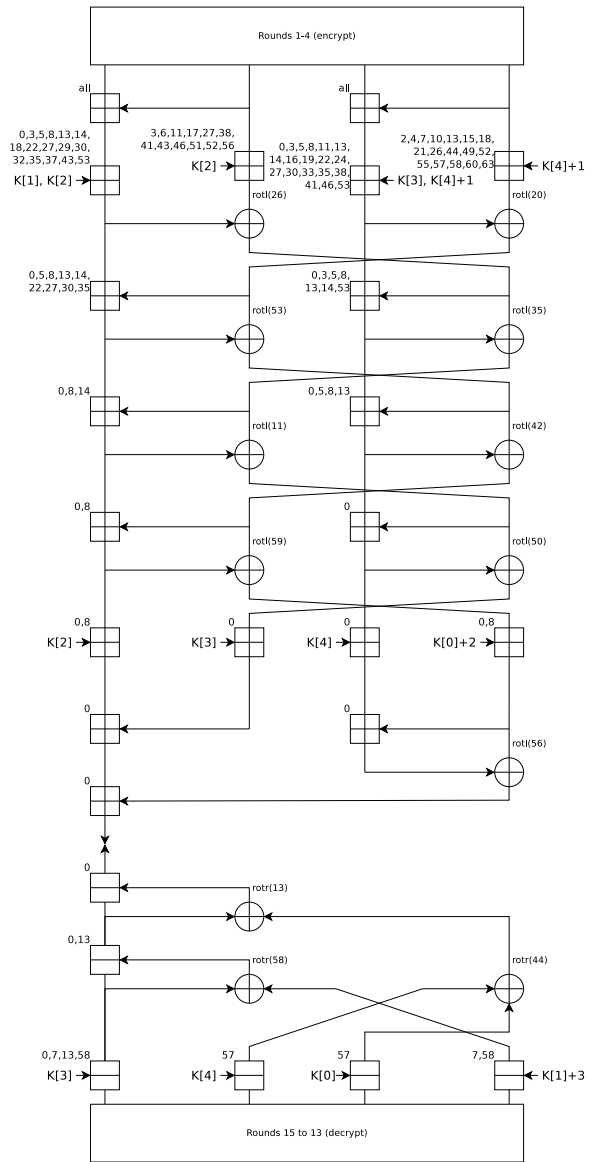 Rounds 1-4 (encrypt)
all
all
0,3,5,8,13,14,
18,22,27,29,30,
32,35,37,43,53
3,6,11,17,27,38,
41,43,46,51,52,56
0,3,5,8,11,13,
14,16,19,22,24,
27,30,33,35,38,
41,46,53
2,4,7,10,13,15,18,
21,26,44,49,52,
55,57,58,60,63
K[1], K[2]
K[2]
K[3], K[4]+1
K[4]+1
rotl(26)
rotl(20)
0,5,8,13,14,
22,27,30,35
0,3,5,8,
13,14,53
rotl(53)
rotl(35)
0,8,14
0,5,8,13
rotl(11)
rotl(42)
0,8
0
rotl(59)
rotl(50)
0,8
0
0
0,8
K[2]
K[3]
K[4]
K[0]+2
0
0
rotl(56)
0
0
rotr(13)
0,13
rotr(58)
rotr(44)
0,7,13,58
57
57
7,58
K[3]
K[4]
K[0]
K[1]+3
Rounds 15 to 13 (decrypt)